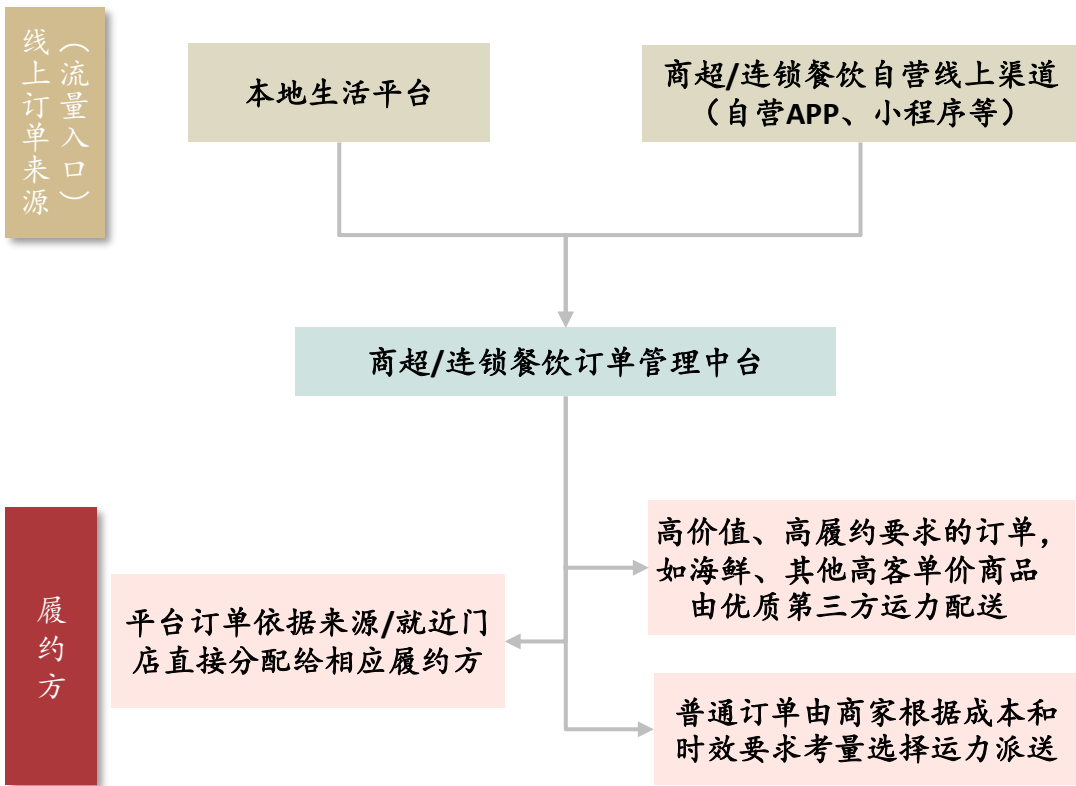 线上订单来源
（流量入口）
本地生活平台
商超/连锁餐饮自营线上渠道
（自营APP、小程序等）
商超/连锁餐饮订单管理中台
履约方
平台订单依据来源/就近门
店直接分配给相应履约方
高价值、高履约要求的订单，
如海鲜、其他高客单价商品
由优质第三方运力配送
普通订单由商家根据成本和
时效要求考量选择运力派送